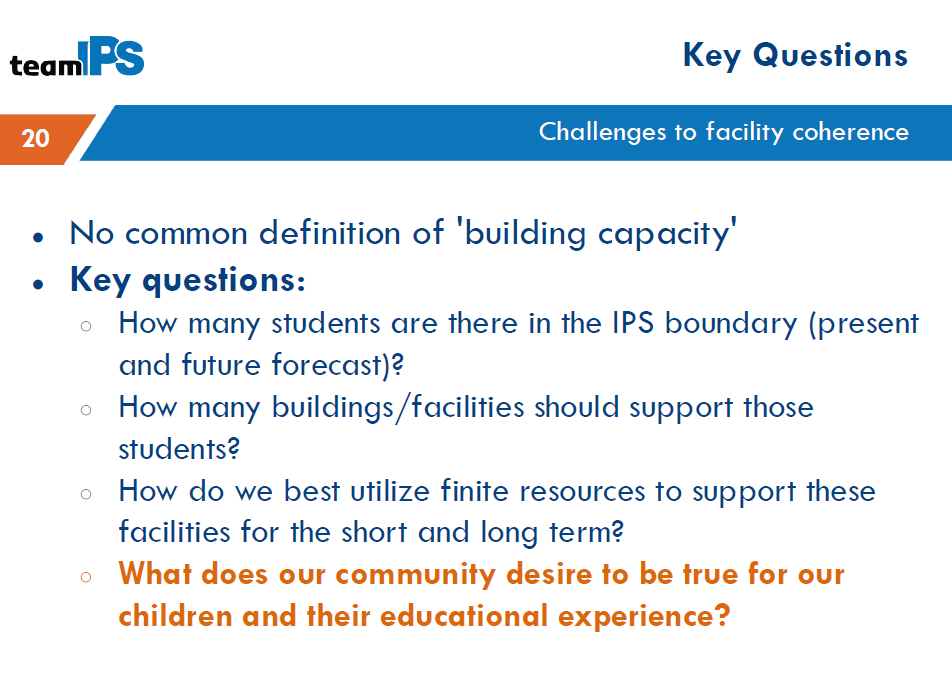 teamIPS
Key Questions
20
Challenges to facility coherence
• No common definition of 'building capacity'
• Key questions:
○ How many students are there in the IPS boundary (present
and future forecast)?
○ How many buildings/facilities should support those
students?
○ How do we best utilize finite resources to support these
facilities for the short and long term?
○ What does our community desire to be true for our
children and their educational experience?